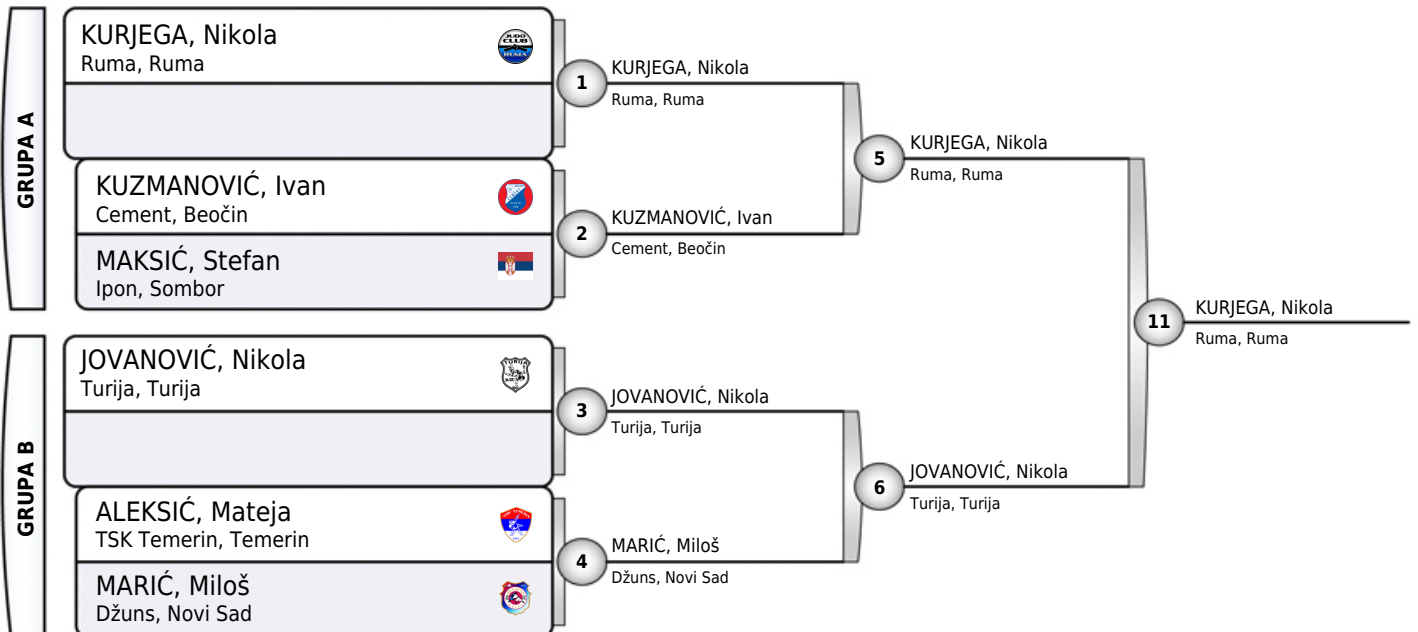 GRUPA A
KURJEGA, Nikola
Ruma, Ruma
KUZMANOVIĆ, Ivan
Cement, Beočin
MAKSIĆ, Stefan
Ipon, Sombor
GRUPA B
JOVANOVIĆ, Nikola
Turija, Turija
ALEKSIĆ, Mateja
TSK Temerin, Temerin
MARIĆ, Miloš
Džuns, Novi Sad
1
KURJEGA, Nikola
Ruma, Ruma
2
KUZMANOVIĆ, Ivan
Cement, Beočin
3
JOVANOVIĆ, Nikola
Turija, Turija
4
MARIĆ, Miloš
Džuns, Novi Sad
5
KURJEGA, Nikola
Ruma, Ruma
6
JOVANOVIĆ, Nikola
Turija, Turija
11
KURJEGA, Nikola
Ruma, Ruma